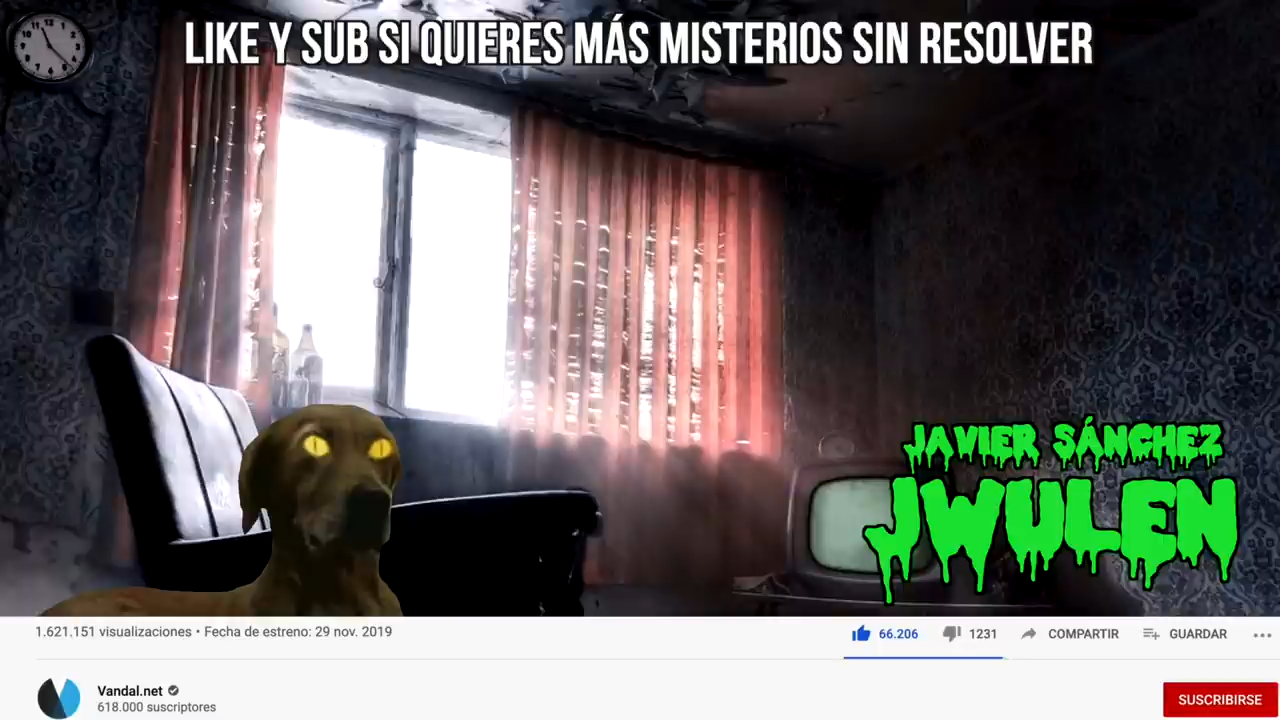 LIKE Y SUB SI QUIERES MÁS MISTERIOS SIN RESOLVER
JAVIER SÁNCHEZ
JWULEN
1.621.151 visualizaciones • Fecha de estreno: 29 nov. 2019
66.206
1231
COMPARTIR
GUARDAR
Vandal.net
618.000 suscriptores
SUSCRIBIRSE